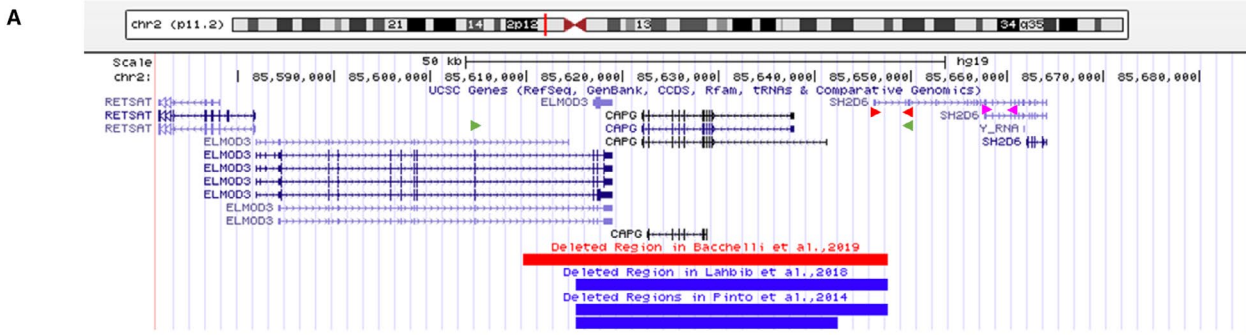 A
chr2 (p11.2) 21 14 2p12 13 34 q35
Scale 50 kb hg19
chr2: 85,590,000 85,600,000 85,610,000 85,620,000 85,630,000 85,640,000 85,650,000 85,660,000 85,670,000 85,680,000
UCSC Genes (RefSeq, GenBank, CCDS, Rfam, tRNAs & Comparative Genomics)
RETSAT ELMOD3 SH2D6
RETSAT CAPG SH2D6
RETSAT CAPG Y_RNA
ELMOD3 CAPG SH2D6
ELMOD3
ELMOD3
ELMOD3
ELMOD3
ELMOD3
ELMOD3
CAPG
Deleted Region in Bacchelli et al.,2019
Deleted Region in Lahbib et al.,2018
Deleted Regions in Pinto et al.,2014